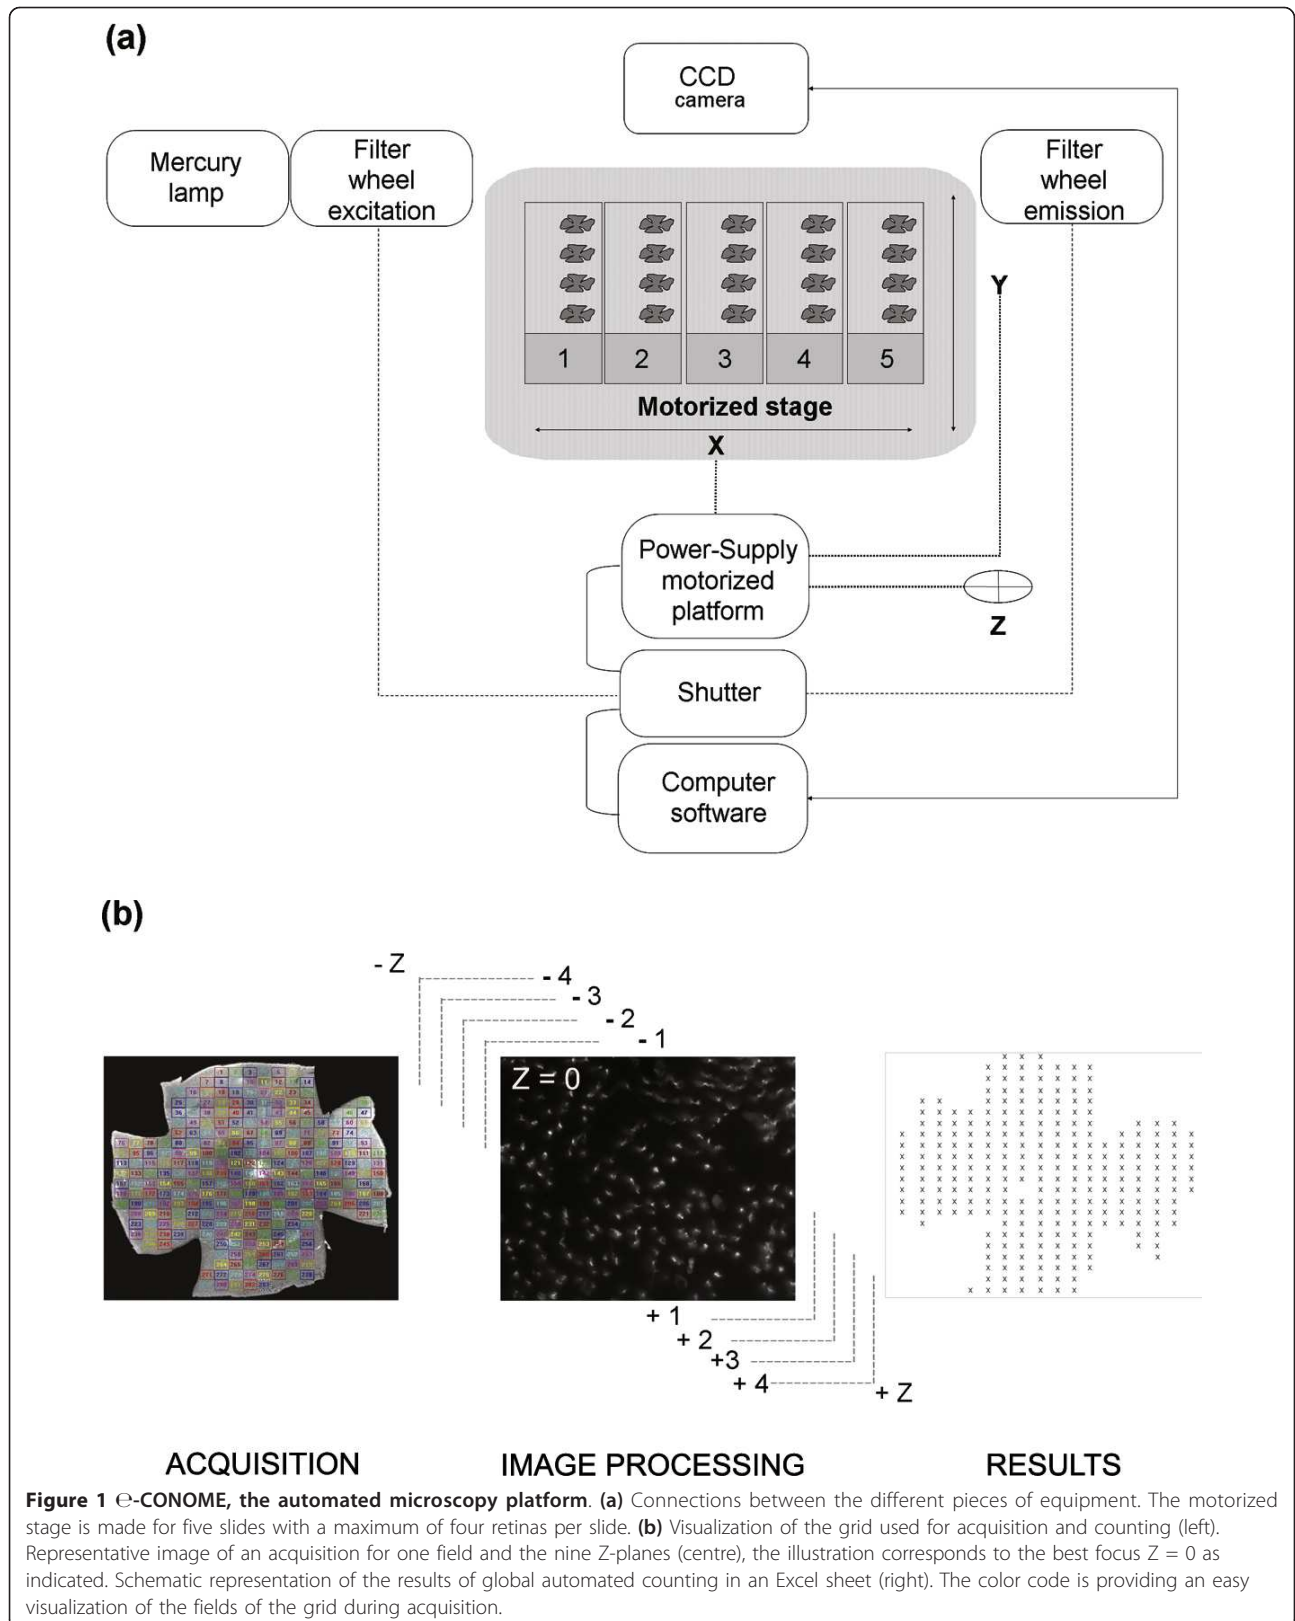 (a)
CCD
camera
Mercury
lamp
Filter
wheel
excitation
Filter
wheel
emission
Y
1 2 3 4 5
Motorized stage
X
Power-Supply
motorized
platform
Z
Shutter
Computer
software
(b)
- Z
- 4
- 3
- 2
- 1
Z = 0
+ 1
+ 2
+3
+ 4
+ Z
ACQUISITION IMAGE PROCESSING RESULTS
Figure 1 ℮-CONOME, the automated microscopy platform. (a) Connections between the different pieces of equipment. The motorized
stage is made for five slides with a maximum of four retinas per slide. (b) Visualization of the grid used for acquisition and counting (left).
Representative image of an acquisition for one field and the nine Z-planes (centre), the illustration corresponds to the best focus Z = 0 as
indicated. Schematic representation of the results of global automated counting in an Excel sheet (right). The color code is providing an easy
visualization of the fields of the grid during acquisition.